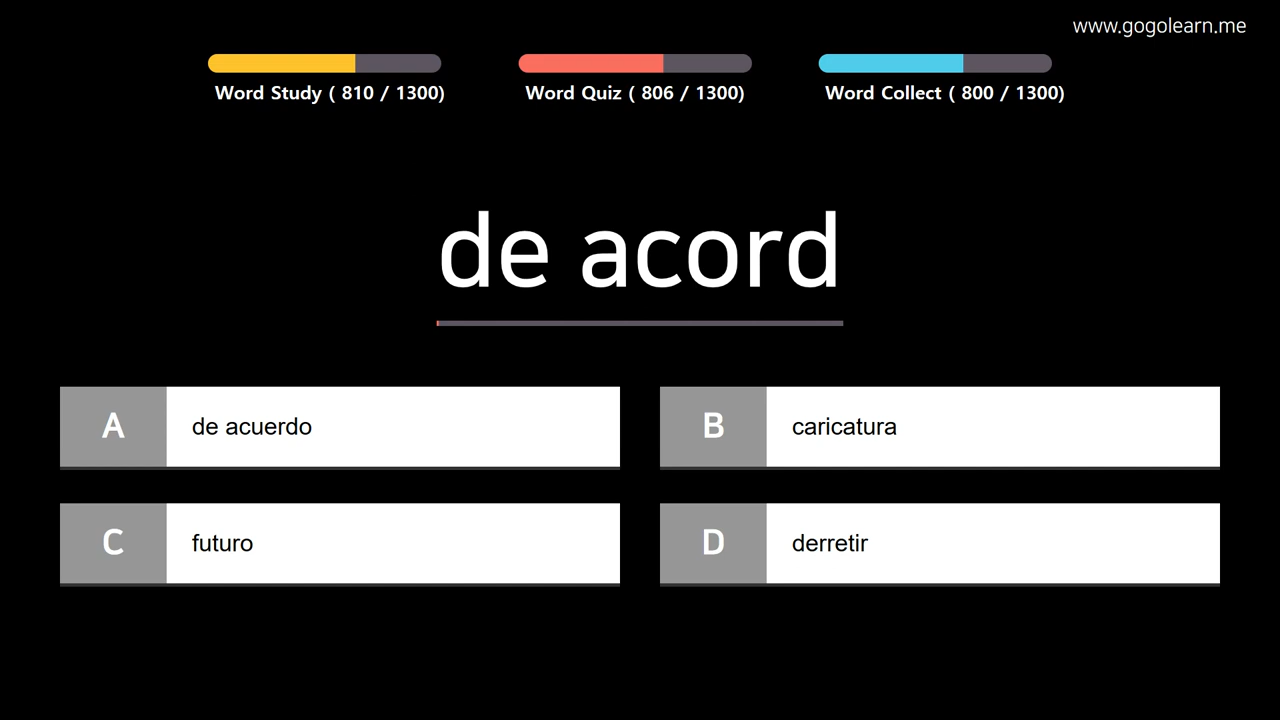 www.gogolearn.me
Word Study ( 810 / 1300)
Word Quiz ( 806 / 1300)
Word Collect ( 800 / 1300)
de acord
A
de acuerdo
B
caricatura
C
futuro
D
derretir